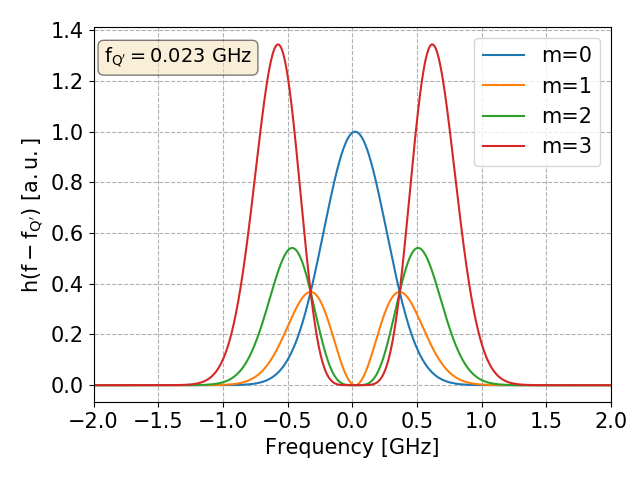 1.4
1.2
1.0
0.8
0.6
0.4
0.2
0.0
h(f − f_Q′) [a. u. ]
f_Q′ = 0.023 GHz
m=0
m=1
m=2
m=3
−2.0 −1.5 −1.0 −0.5 0.0 0.5 1.0 1.5 2.0
Frequency [GHz]